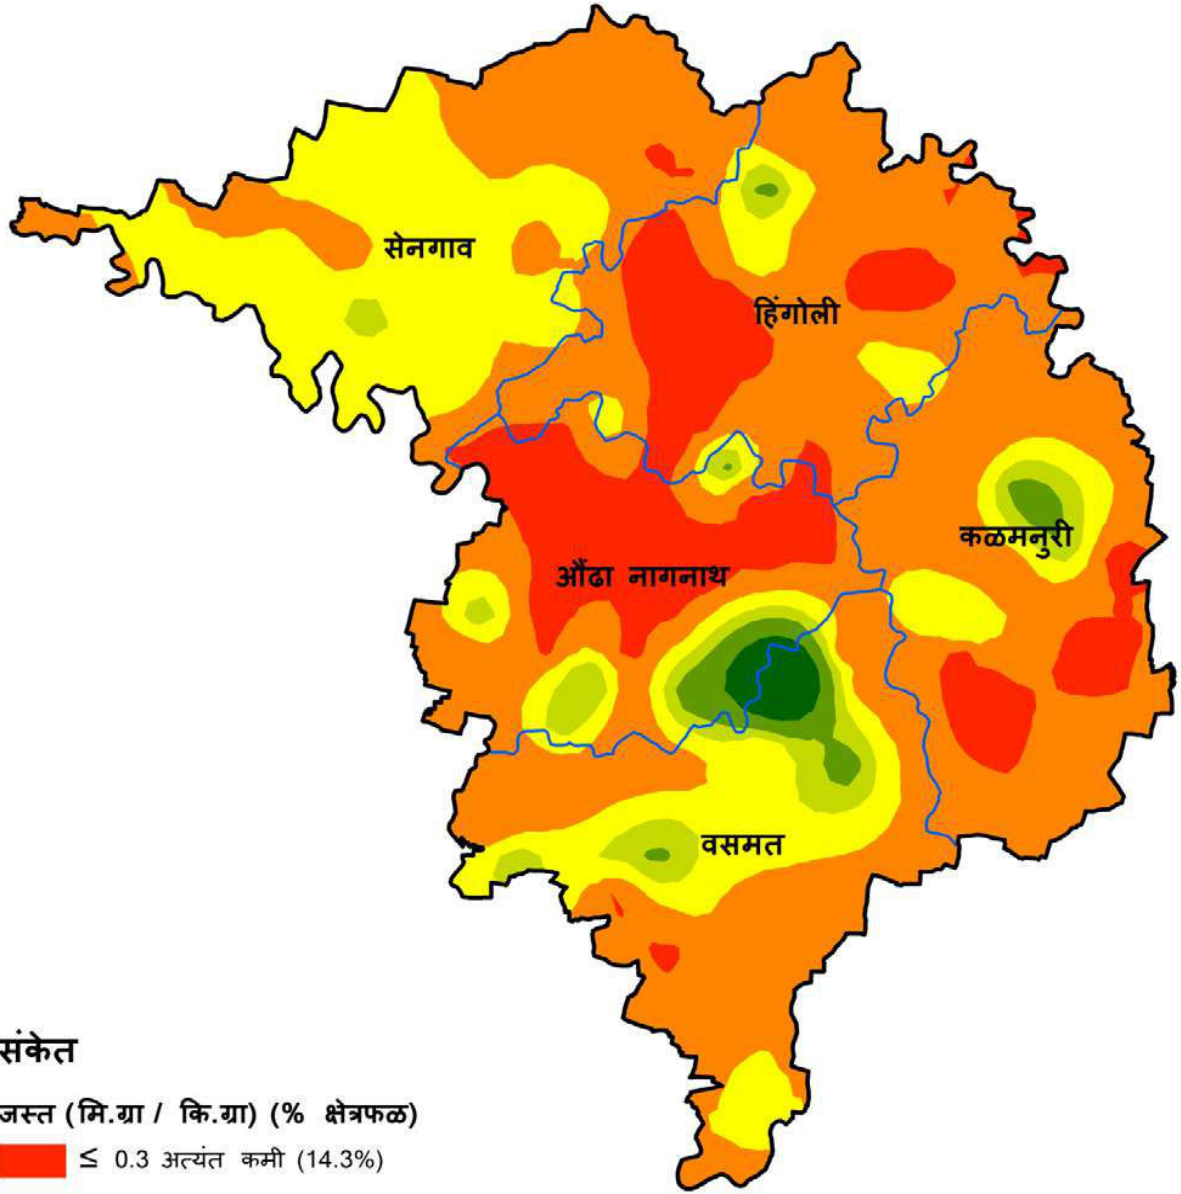 सेनगाव
हिंगोली
कळमनुरी
औंढा नागनाथ
वसमत
संकेत
जस्त (मि.ग्रा / कि.ग्रा) (% क्षेत्रफळ)
≤ 0.3 अत्यंत कमी (14.3%)